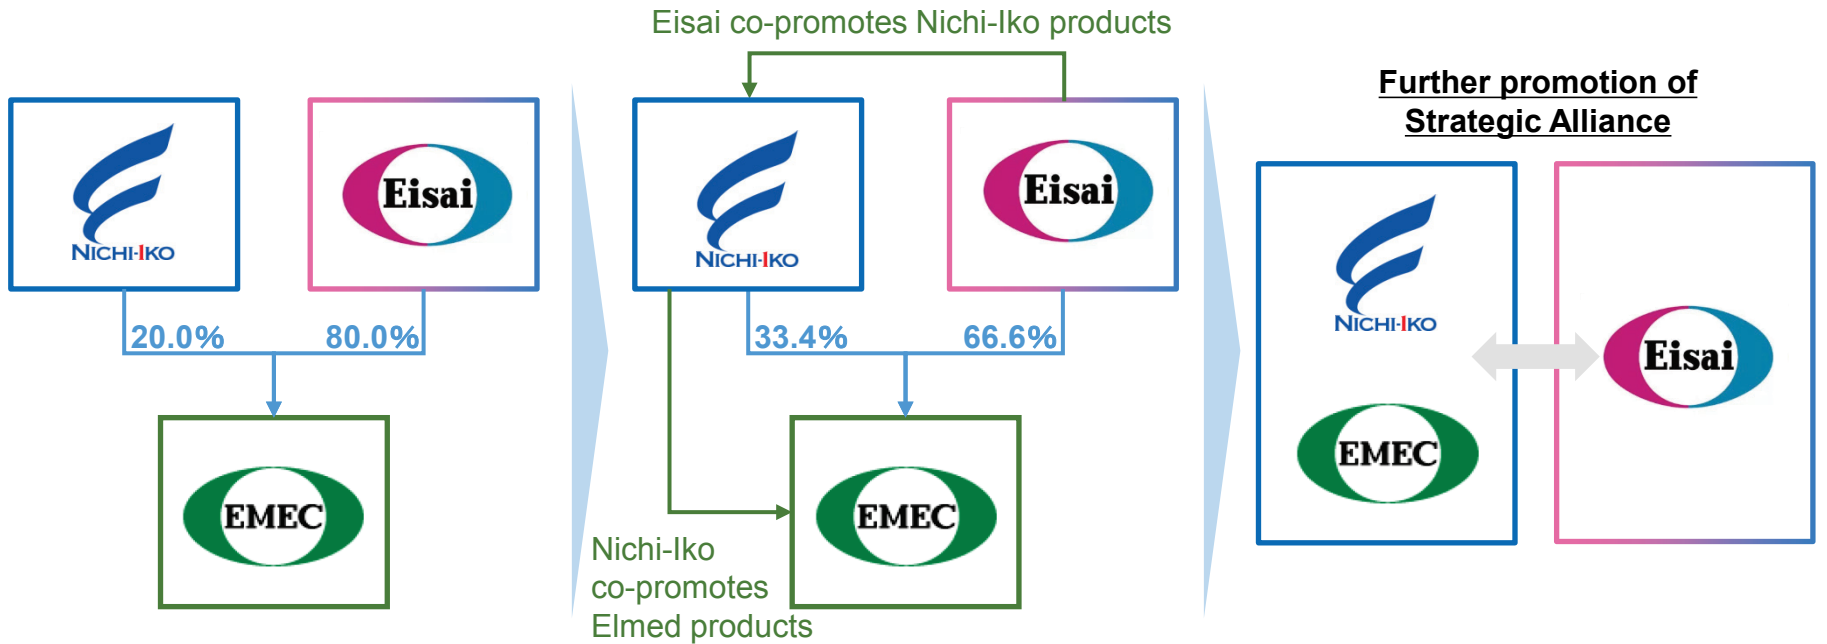 Eisai co-promotes Nichi-Iko products
NICHI-IKO
Eisai
20.0%
80.0%
EMEC
NICHI-IKO
Eisai
33.4%
66.6%
EMEC
Nichi-Iko
co-promotes
Elmed products
Further promotion of
Strategic Alliance
NICHI-IKO
Eisai
EMEC